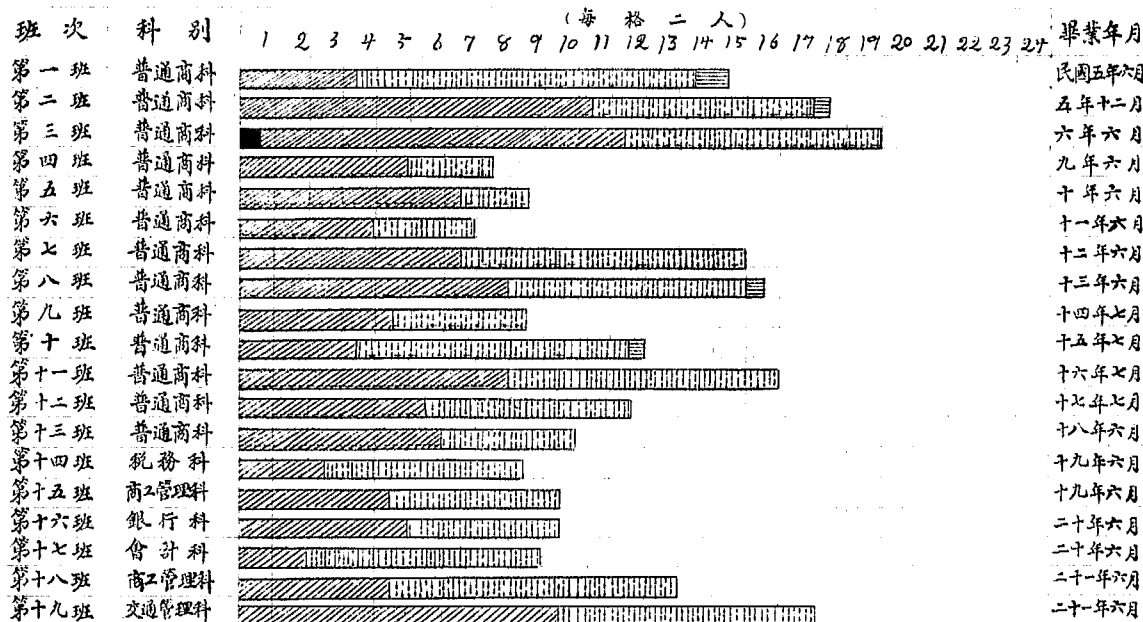 (每格二人)
班次 科别 1 2 3 4 5 6 7 8 9 10 11 12 13 14 15 16 17 18 19 20 21 22 23 24 畢業年月
第一班 普通商科 民國五年六月
第二班 普通商科 五年十二月
第三班 普通商科 六年六月
第四班 普通商科 九年六月
第五班 普通商科 十年六月
第六班 普通商科 十一年六月
第七班 普通商科 十二年六月
第八班 普通商科 十三年六月
第九班 普通商科 十四年七月
第十班 普通商科 十五年七月
第十一班 普通商科 十六年七月
第十二班 普通商科 十七年七月
第十三班 普通商科 十八年六月
第十四班 税務科 十九年六月
第十五班 商工管理科 十九年六月
第十六班 銀行科 二十年六月
第十七班 會計科 二十年六月
第十八班 商工管理科 二十一年六月
第十九班 交通管理科 二十一年六月